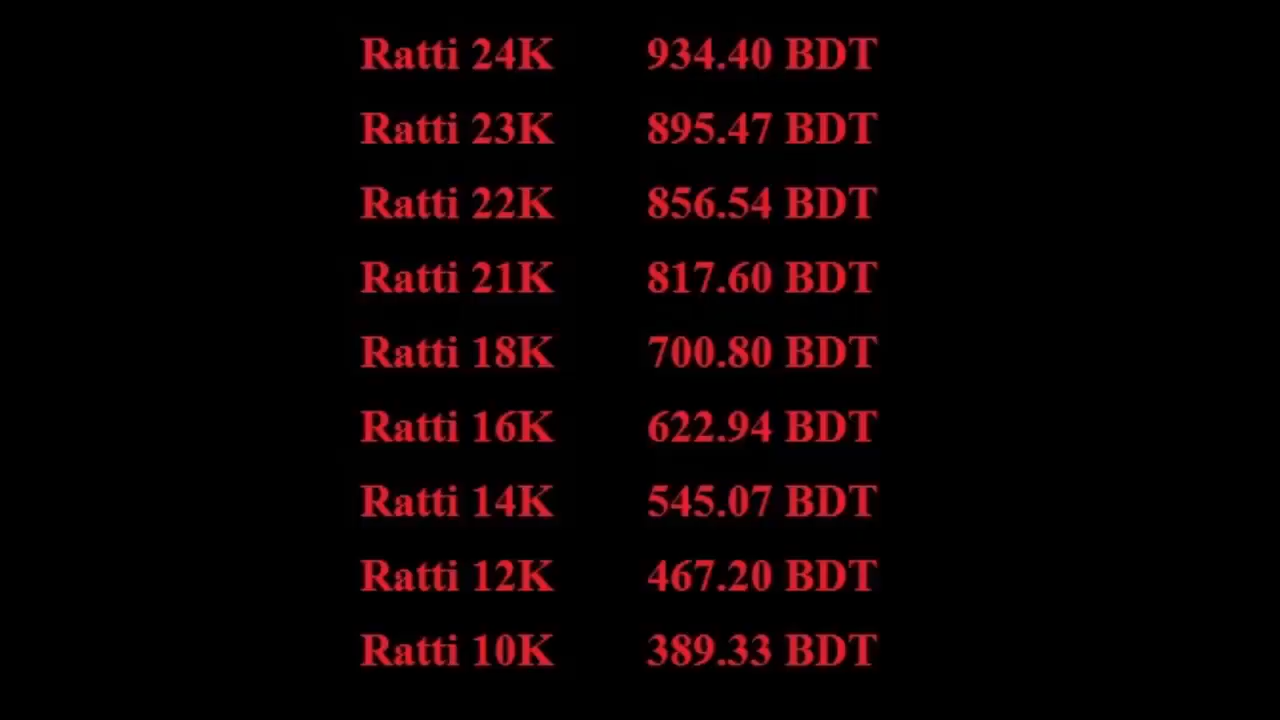 Ratti 24K 934.40 BDT
Ratti 23K 895.47 BDT
Ratti 22K 856.54 BDT
Ratti 21K 817.60 BDT
Ratti 18K 700.80 BDT
Ratti 16K 622.94 BDT
Ratti 14K 545.07 BDT
Ratti 12K 467.20 BDT
Ratti 10K 389.33 BDT